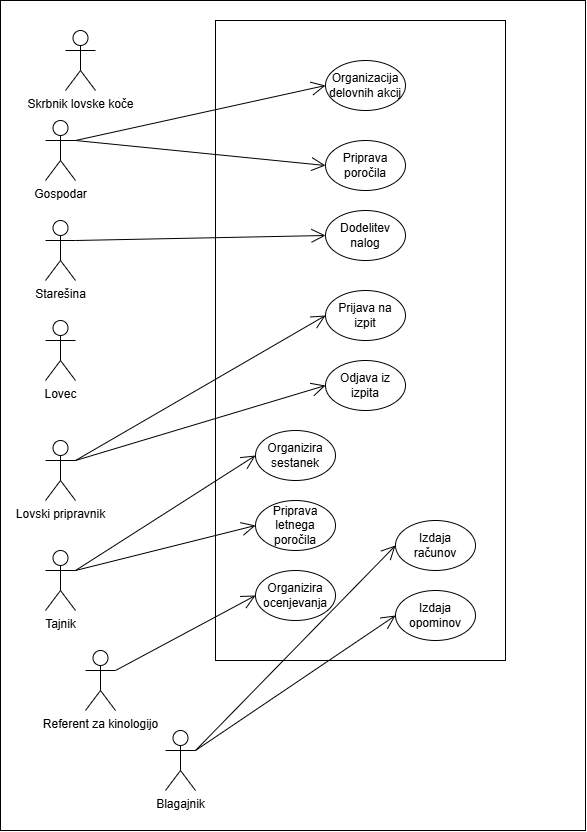 Skrbnik lovske koče
Organizacija
delovnih akcij
Gospodar
Priprava
poročila
Starešina
Dodelitev
nalog
Lovec
Prijava na
izpit
Odjava iz
izpita
Lovski pripravnik
Organizira
sestanek
Priprava
letnega
poročila
Izdaja
računov
Tajnik
Organizira
ocenjevanja
Izdaja
opominov
Referent za kinologijo
Blagajnik